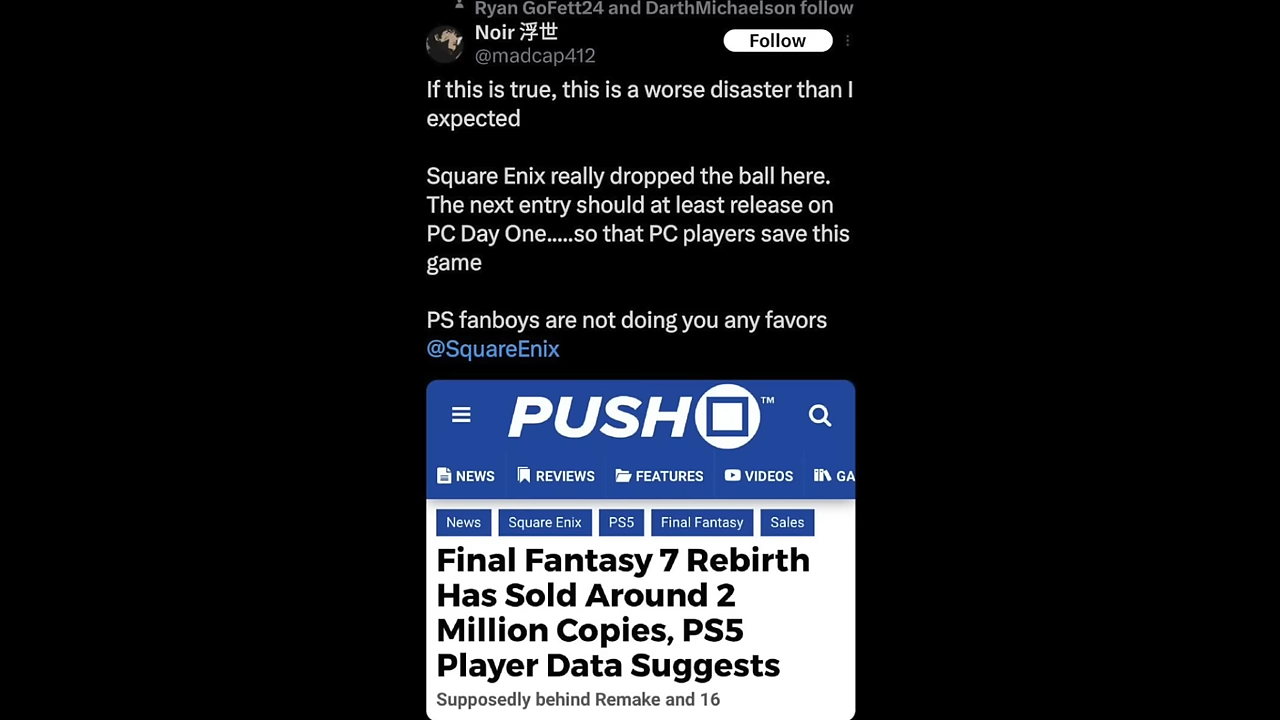 Ryan GoFett24 and DarthMichaelson follow
Noir 浮世
@madcap412
Follow
If this is true, this is a worse disaster than I
expected
Square Enix really dropped the ball here.
The next entry should at least release on
PC Day One.....so that PC players save this
game
PS fanboys are not doing you any favors
@SquareEnix
PUSH ™
NEWS REVIEWS FEATURES VIDEOS GA
News Square Enix PS5 Final Fantasy Sales
Final Fantasy 7 Rebirth
Has Sold Around 2
Million Copies, PS5
Player Data Suggests
Supposedly behind Remake and 16